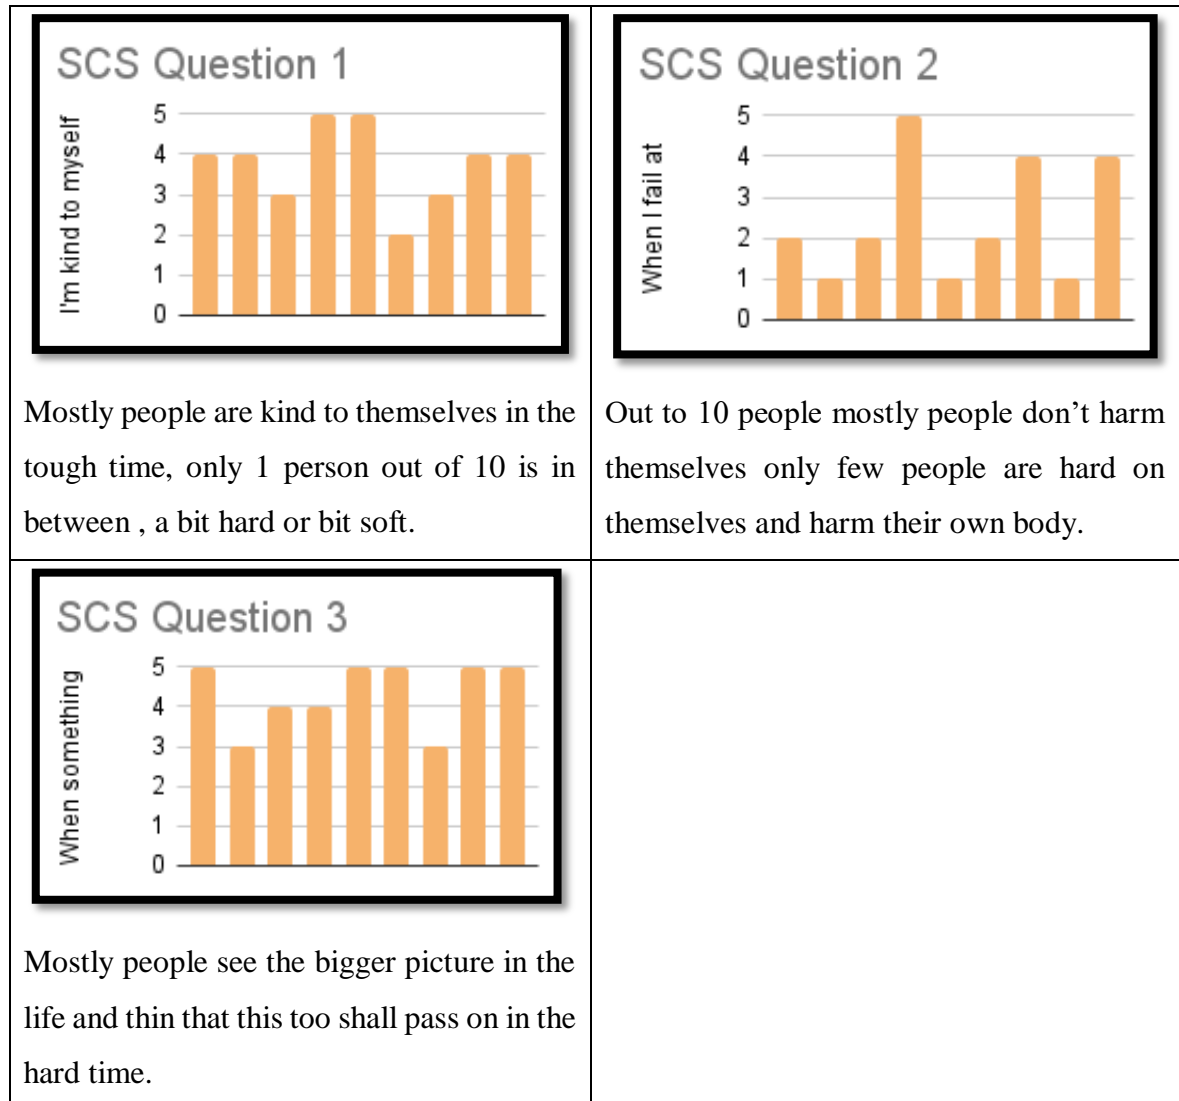 SCS Question 1
I'm kind to myself
5
4
3
2
1
0
Mostly people are kind to themselves in the
tough time, only 1 person out of 10 is in
between , a bit hard or bit soft.
SCS Question 2
When I fail at
5
4
3
2
1
0
Out to 10 people mostly people don’t harm
themselves only few people are hard on
themselves and harm their own body.
SCS Question 3
When something
5
4
3
2
1
0
Mostly people see the bigger picture in the
life and thin that this too shall pass on in the
hard time.